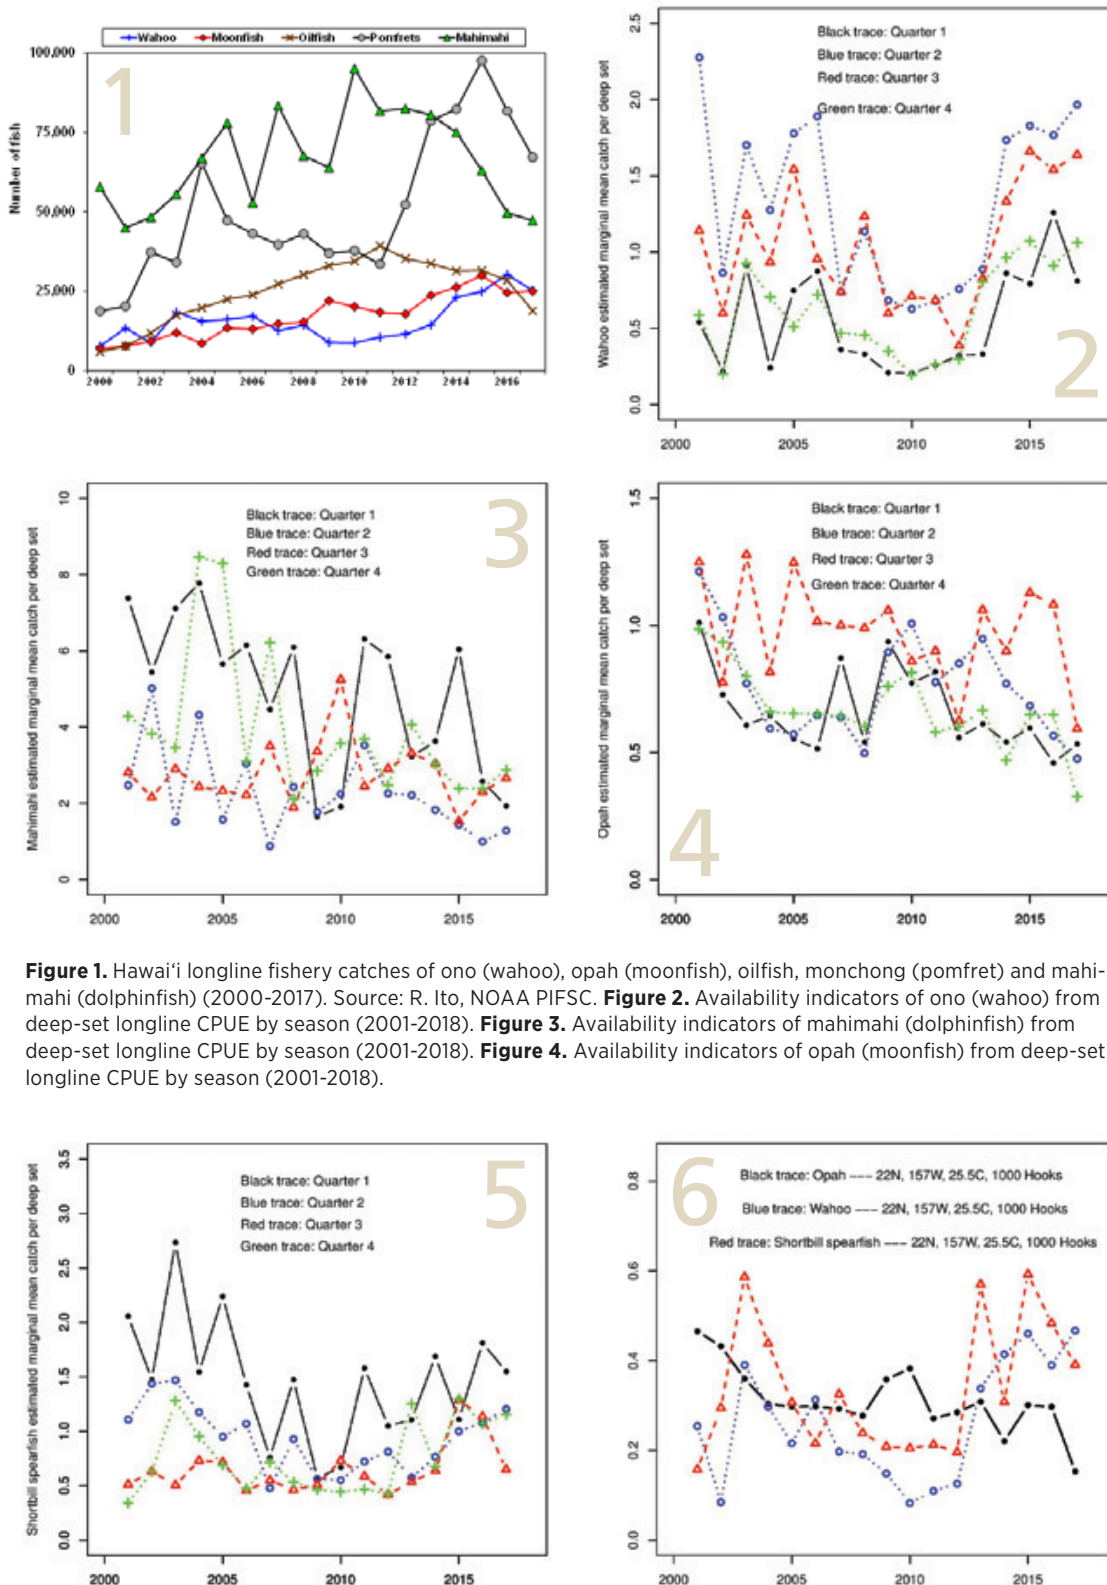 Wahoo Moonfish Oilfish Pomfrets Mahimahi
1
Number of fish
100,000
75,000
50,000
25,000
0
2000 2002 2004 2006 2008 2010 2012 2014 2016
2
Black trace: Quarter 1
Blue trace: Quarter 2
Red trace: Quarter 3
Green trace: Quarter 4
Wahoo estimated marginal mean catch per deep set
2.5
2.0
1.5
1.0
0.5
0.0
2000 2005 2010 2015
3
Black trace: Quarter 1
Blue trace: Quarter 2
Red trace: Quarter 3
Green trace: Quarter 4
Mahimahi estimated marginal mean catch per deep set
10
8
6
4
2
0
2000 2005 2010 2015
4
Black trace: Quarter 1
Blue trace: Quarter 2
Red trace: Quarter 3
Green trace: Quarter 4
Opah estimated marginal mean catch per deep set
1.5
1.0
0.5
0.0
2000 2005 2010 2015
Figure 1. Hawai‘i longline fishery catches of ono (wahoo), opah (moonfish), oilfish, monchong (pomfret) and mahi-
mahi (dolphinfish) (2000-2017). Source: R. Ito, NOAA PIFSC. Figure 2. Availability indicators of ono (wahoo) from
deep-set longline CPUE by season (2001-2018). Figure 3. Availability indicators of mahimahi (dolphinfish) from
deep-set longline CPUE by season (2001-2018). Figure 4. Availability indicators of opah (moonfish) from deep-set
longline CPUE by season (2001-2018).
5
Black trace: Quarter 1
Blue trace: Quarter 2
Red trace: Quarter 3
Green trace: Quarter 4
Shortbill spearfish estimated marginal mean catch per deep set
3.5
3.0
2.5
2.0
1.5
1.0
0.5
0.0
2000 2005 2010 2015
6
Black trace: Opah --- 22N, 157W, 25.5C, 1000 Hooks
Blue trace: Wahoo --- 22N, 157W, 25.5C, 1000 Hooks
Red trace: Shortbill spearfish --- 22N, 157W, 25.5C, 1000 Hooks
0.8
0.6
0.4
0.2
0.0
2000 2005 2010 2015